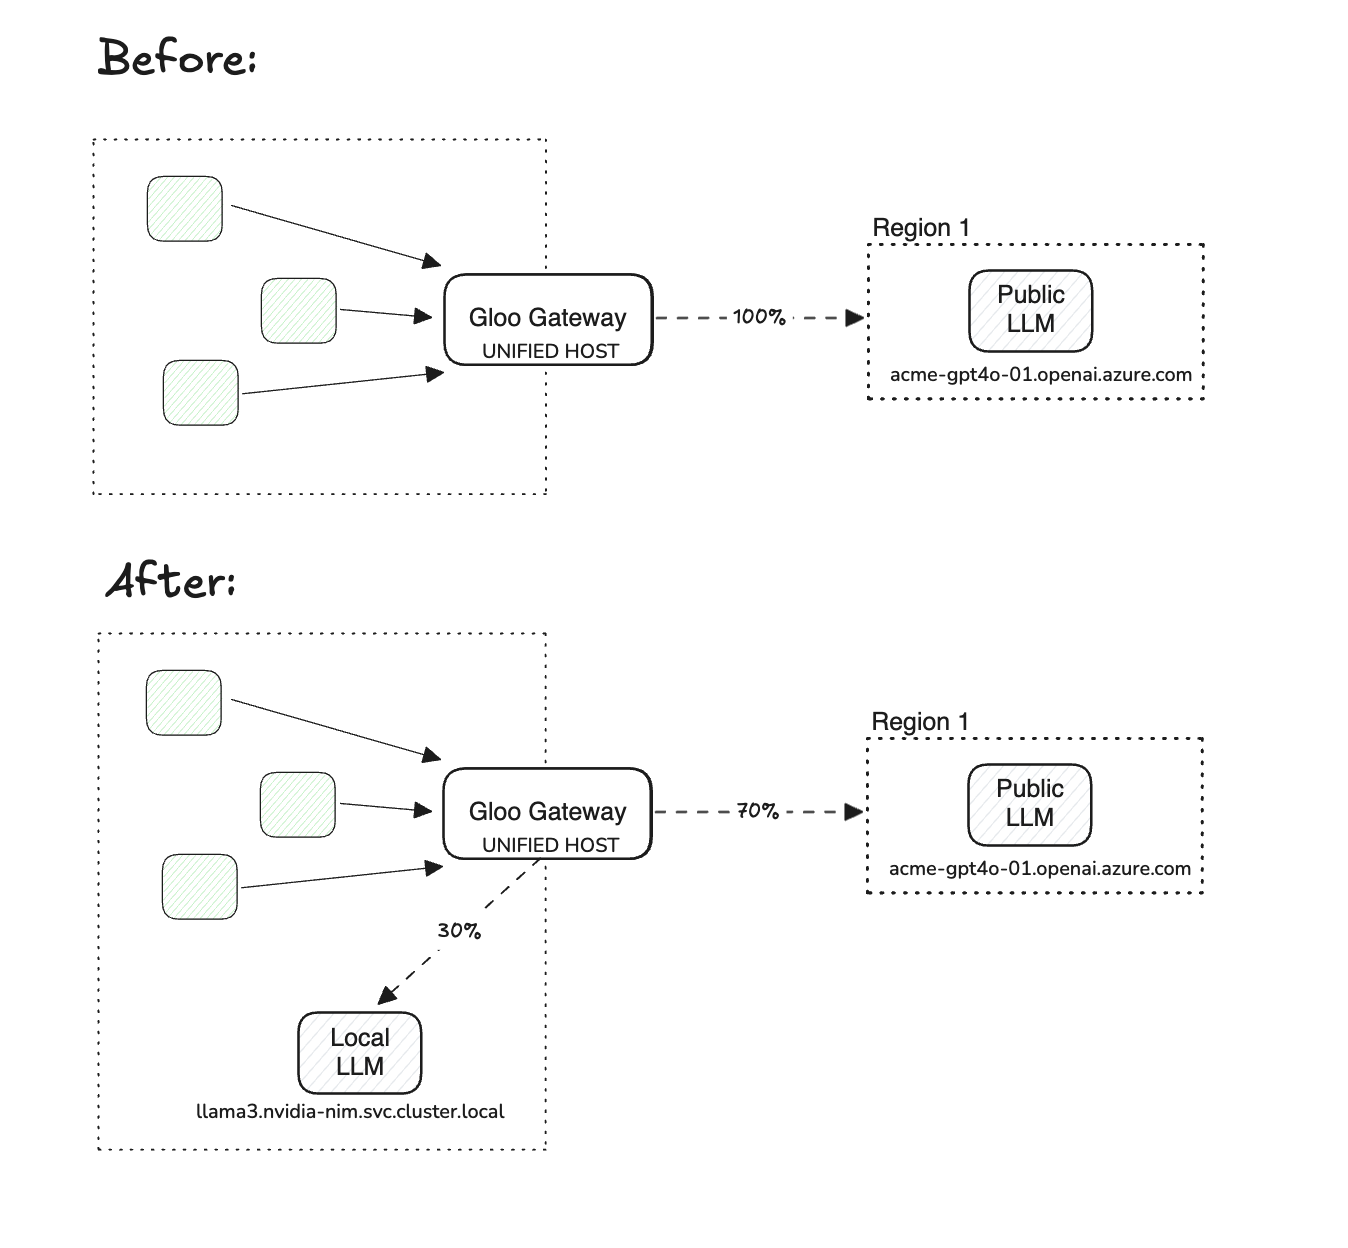 Before:
Region 1
Public
LLM
Gloo Gateway
100%
UNIFIED HOST
acme-gpt4o-01.openai.azure.com
After:
Region 1
Public
LLM
Gloo Gateway
70%
UNIFIED HOST
acme-gpt4o-01.openai.azure.com
30%
Local
LLM
llama3.nvidia-nim.svc.cluster.local